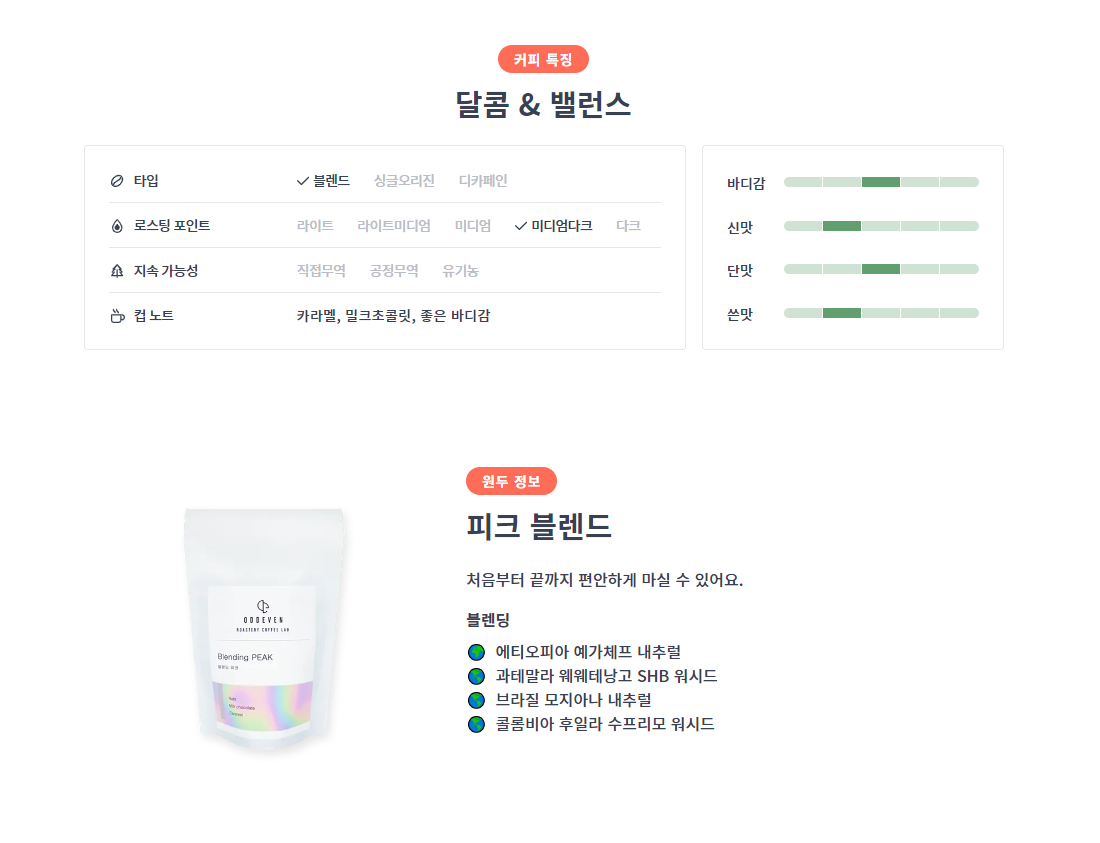 커피 특징
달콤 & 밸런스
타입 블렌드 싱글오리진 디카페인
로스팅 포인트 라이트 라이트미디엄 미디엄 미디엄다크 다크
지속 가능성 직접무역 공정무역 유기농
컵 노트 카라멜, 밀크초콜릿, 좋은 바디감
바디감
신맛
단맛
쓴맛
원두 정보
피크 블렌드
처음부터 끝까지 편안하게 마실 수 있어요.
블렌딩
에티오피아 예가체프 내추럴
과테말라 웨웨테낭고 SHB 워시드
브라질 모지아나 내추럴
콜롬비아 후일라 수프리모 워시드
ODDEVEN
ROASTERY COFFEE LAB
Blending PEAK
Milk chocolate